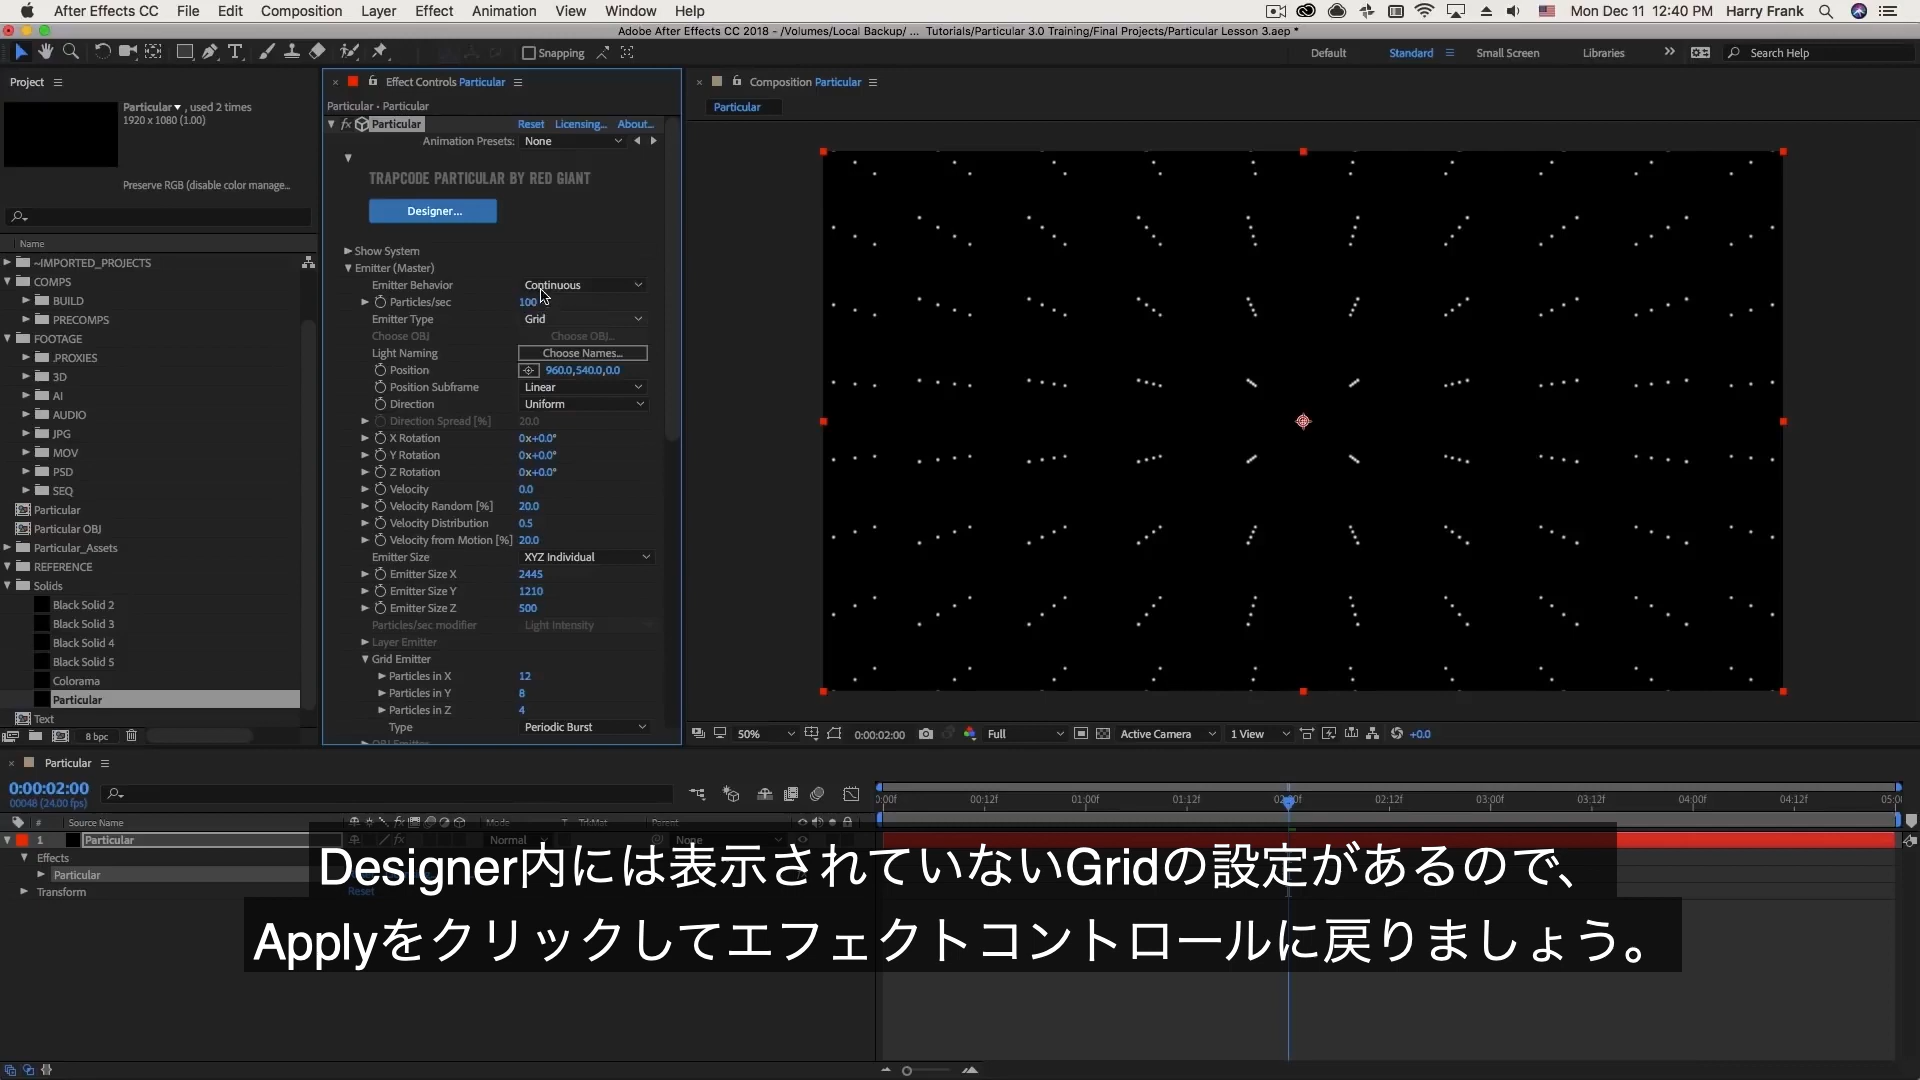 After Effects CC File Edit Composition Layer Effect Animation View Window Help
Mon Dec 11 12:40 PM Harry Frank
Adobe After Effects CC 2018 - /Volumes/Local Backup/ ... Tutorials/Particular 3.0 Training/Final Projects/Particular Lesson 3.aep *
Snapping
Default Standard Small Screen Libraries Search Help
Project
Particular, used 2 times
1920 x 1080 (1.00)
Preserve RGB (disable color manage...
Name
~IMPORTED_PROJECTS
COMPS
BUILD
PRECOMPS
FOOTAGE
.PROXIES
3D
AI
AUDIO
JPG
MOV
PSD
SEQ
Particular
Particular OBJ
Particular_Assets
REFERENCE
Solids
Black Solid 2
Black Solid 3
Black Solid 4
Black Solid 5
Colorama
Particular
Text
8 bpc
Effect Controls Particular
Particular • Particular
fx Particular Reset Licensing... About...
Animation Presets: None
TRAPCODE PARTICULAR BY RED GIANT
Designer...
Show System
Emitter (Master)
Emitter Behavior Continuous
Particles/sec 100
Emitter Type Grid
Choose OBJ Choose OBJ...
Light Naming Choose Names...
Position 960.0,540.0,0.0
Position Subframe Linear
Direction Uniform
Direction Spread [%] 20.0
X Rotation 0x+0.0°
Y Rotation 0x+0.0°
Z Rotation 0x+0.0°
Velocity 0.0
Velocity Random [%] 20.0
Velocity Distribution 0.5
Velocity from Motion [%] 20.0
Emitter Size XYZ Individual
Emitter Size X 2445
Emitter Size Y 1210
Emitter Size Z 500
Particles/sec modifier Light Intensity
Layer Emitter
Grid Emitter
Particles in X 12
Particles in Y 8
Particles in Z 4
Type Periodic Burst
Composition Particular
Particular
50% 0:00:02:00 Full Active Camera 1 View +0.0
Particular
0:00:02:00
00048 (24.00 fps)
0:00f 00:12f 01:00f 01:12f 02:00f 02:12f 03:00f 03:12f 04:00f 04:12f
# Source Name Mode T TrkMat Parent
1 Particular Normal None
Effects
Particular
Transform Reset
Designer内には表示されていないGridの設定があるので、
Applyをクリックしてエフェクトコントロールに戻りましょう。